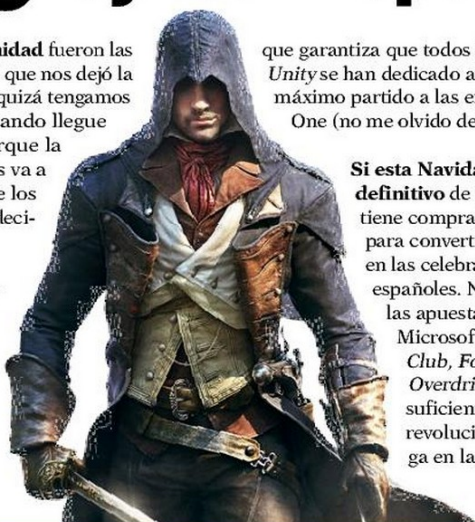 nidad fueron las
que nos dejó la
quizá tengamos
ando llegue
rque la
s va a
e los
deci-
que garantiza que todos
Unity se han dedicado a
máximo partido a las e
One (no me olvido de
Si esta Navida
definitivo de
tiene compra
para convert
en las celebra
españoles. N
las apuesta
Microsof
Club, Fo
Overdri
suficien
revoluci
ga en la